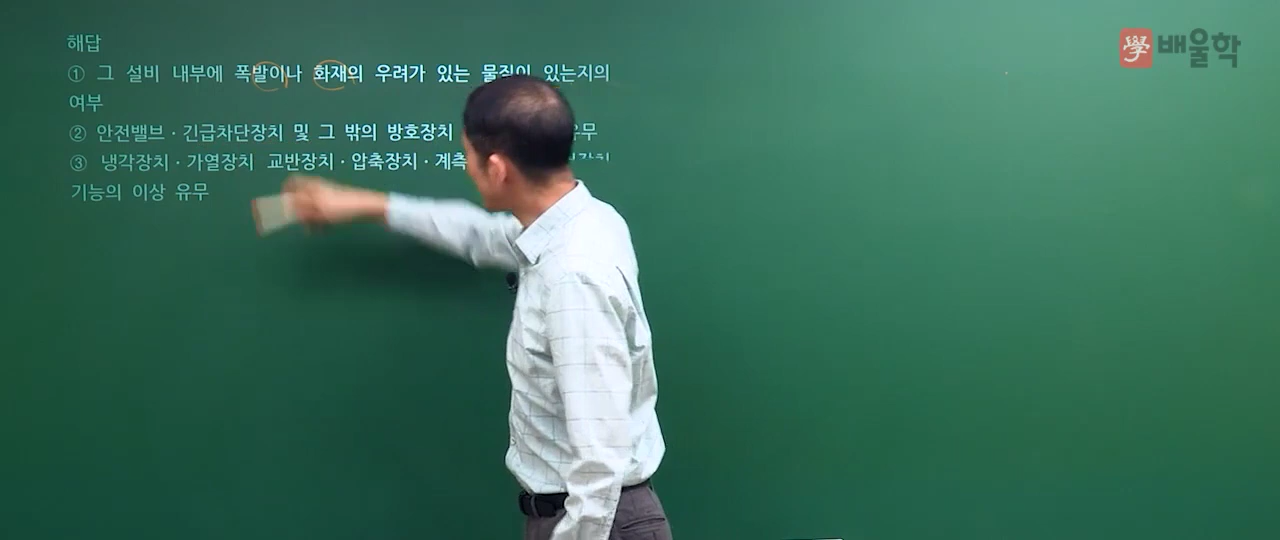 해답
① 그 설비 내부에 폭발이나 화재의 우려가 있는 물질이 있는지의
여부
② 안전밸브·긴급차단장치 및 그 밖의 방호장치 유무
③ 냉각장치·가열장치 교반장치·압축장치·계측
기능의 이상 유무
學 배울학